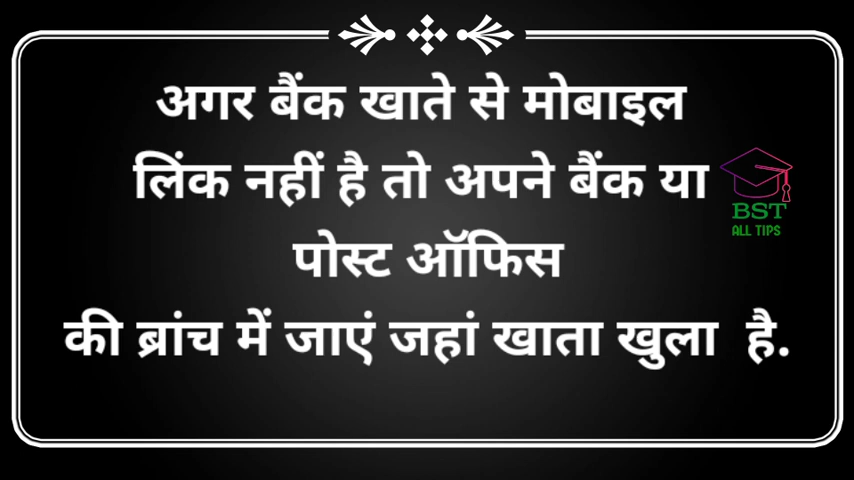 अगर बैंक खाते से मोबाइल
लिंक नहीं है तो अपने बैंक या
पोस्ट ऑफिस
की ब्रांच में जाएं जहां खाता खुला है.
BST
ALL TIPS